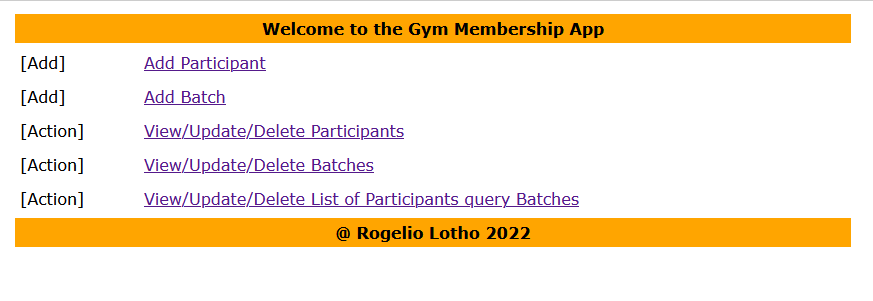 Welcome to the Gym Membership App
[Add] Add Participant
[Add] Add Batch
[Action] View/Update/Delete Participants
[Action] View/Update/Delete Batches
[Action] View/Update/Delete List of Participants query Batches
@ Rogelio Lotho 2022